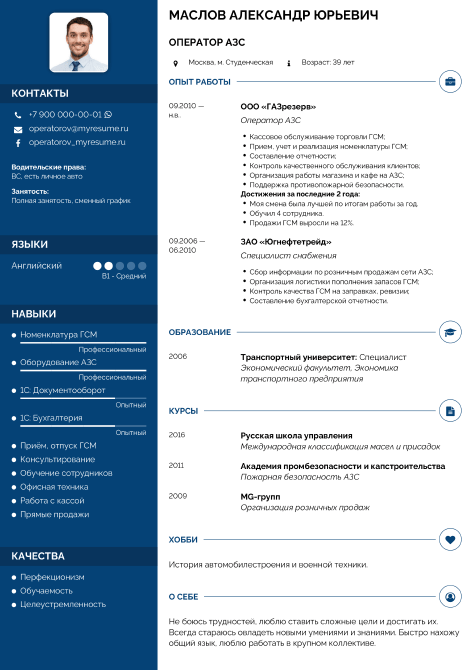 КОНТАКТЫ
+7 900 000-00-01
operatorov@myresume.ru
operatorov_myresume.ru
Водительские права:
BC, есть личное авто
Занятость:
Полная занятость, сменный график
ЯЗЫКИ
Английский
B1 - Средний
НАВЫКИ
Номенклатура ГСМ
Профессиональный
Оборудование АЗС
Профессиональный
1С: Документооборот
Опытный
1С: Бухгалтерия
Опытный
Приём, отпуск ГСМ
Консультирование
Обучение сотрудников
Офисная техника
Работа с кассой
Прямые продажи
КАЧЕСТВА
Перфекционизм
Обучаемость
Целеустремленность
МАСЛОВ АЛЕКСАНДР ЮРЬЕВИЧ
ОПЕРАТОР АЗС
Москва, м. Студенческая Возраст: 39 лет
ОПЫТ РАБОТЫ
09.2010 — ООО «ГАЗрезерв»
н.в.
Оператор АЗС
Кассовое обслуживание торговли ГСМ;
Прием, учет и реализация номенклатуры ГСМ;
Составление отчетности;
Контроль качественного обслуживания клиентов;
Организация работы магазина и кафе на АЗС;
Поддержка противопожарной безопасности.
Достижения за последние 2 года:
Моя смена была лучшей по итогам работы за год.
Обучил 4 сотрудника.
Продажи ГСМ выросли на 12%.
09.2006 — ЗАО «Югнефтетрейд»
06.2010
Специалист снабжения
Сбор информации по розничным продажам сети АЗС;
Организация логистики пополнения запасов ГСМ;
Контроль качества ГСМ на заправках, ревизии;
Составление бухгалтерской отчетности.
ОБРАЗОВАНИЕ
2006 Транспортный университет: Специалист
Экономический факультет, Экономика
транспортного предприятия
КУРСЫ
2016 Русская школа управления
Международная классификация масел и присадок
2011 Академия промбезопасности и капстроительства
Пожарная безопасность АЗС
2009 MG-групп
Организация розничных продаж
ХОББИ
История автомобилестроения и военной техники.
О СЕБЕ
Не боюсь трудностей, люблю ставить сложные цели и достигать их.
Всегда стараюсь овладеть новыми умениями и знаниями. Быстро нахожу
общий язык, люблю работать в крупном коллективе.